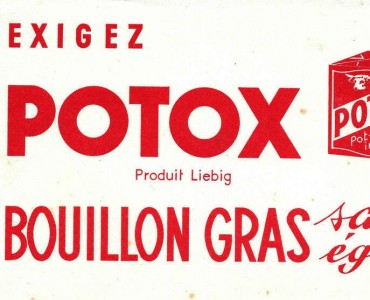 EXIGEZ
POTOX
Produit Liebig
BOUILLON GRAS